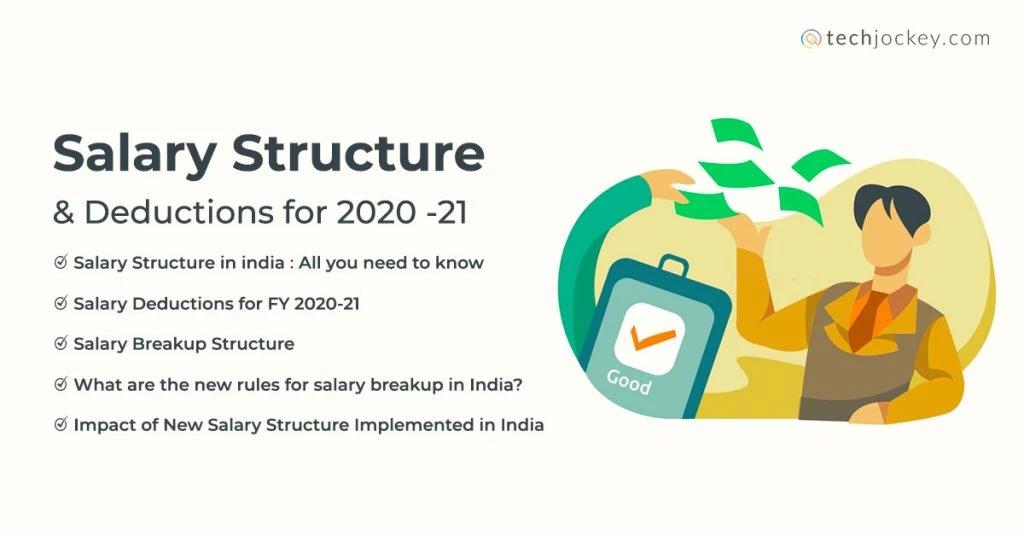 techjockey.com
Salary Structure
& Deductions for 2020 -21
Salary Structure in india : All you need to know
Salary Deductions for FY 2020-21
Salary Breakup Structure
What are the new rules for salary breakup in India?
Impact of New Salary Structure Implemented in India
Good